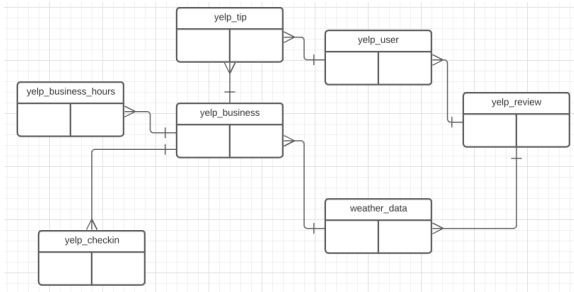 yelp_tip
yelp_user
yelp_business_hours
yelp_business
yelp_review
weather_data
yelp_checkin